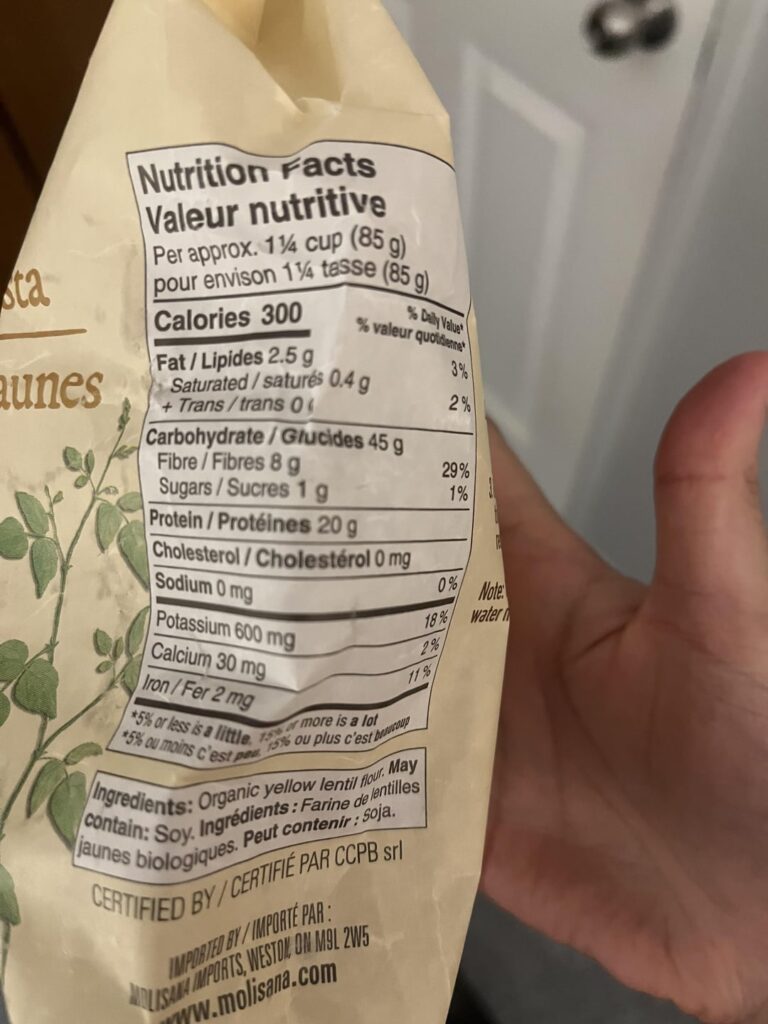 sta
aunes
Nutrition Facts
Valeur nutritive
Per approx. 1¼ cup (85 g)
pour envison 1¼ tasse (85 g)
Calories 300
% Daily Value*
% valeur quotidienne*
Fat / Lipides 2.5 g 3%
Saturated / saturés 0.4 g
+ Trans / trans 0 2%
Carbohydrate / Glucides 45 g
Fibre / Fibres 8 g 29%
Sugars / Sucres 1 g 1%
Protein / Protéines 20 g
Cholesterol / Cholestérol 0 mg
Sodium 0 mg 0%
Potassium 600 mg 18%
Calcium 30 mg 2%
Iron / Fer 2 mg 11%
*5% or less is a little, 15% or more is a lot
*5% ou moins c'est peu, 15% ou plus c'est beaucoup
Ingredients: Organic yellow lentil flour. May
contain: Soy. Ingrédients : Farine de lentilles
jaunes biologiques. Peut contenir : Soja.
CERTIFIED BY / CERTIFIÉ PAR CCPB srl
IMPORTED BY / IMPORTÉ PAR :
MOLISANA IMPORTS, WESTON, ON M9L 2W5
www.molisana.com
Note:
water